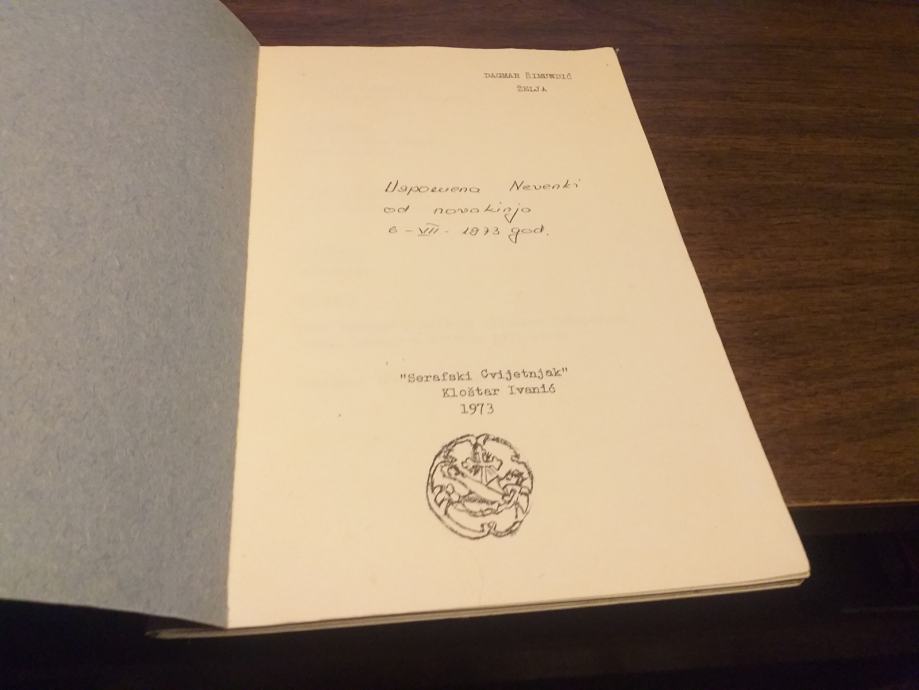 DAGMAR ŠIMUNDIĆ
ŽELJA
Uspomena Nevenki
od novakinja
6 - VII - 1973 god.
"Serafski Cvijetnjak"
Kloštar Ivanić
1973